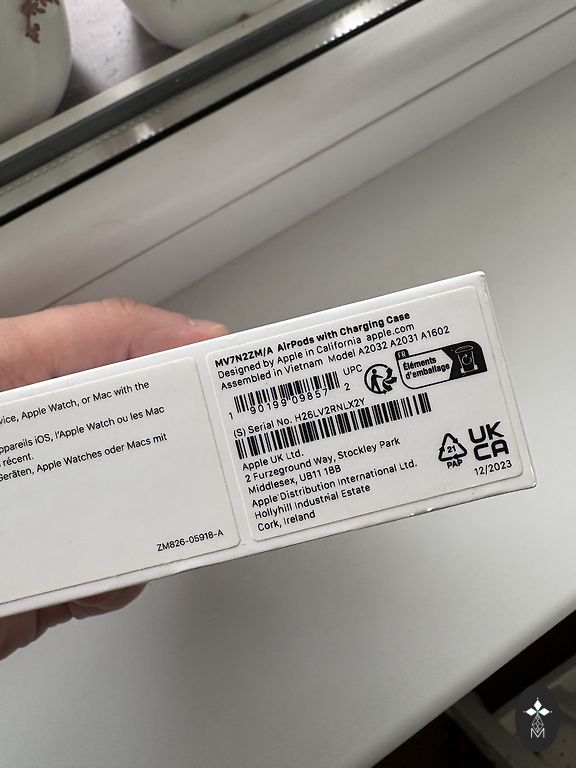 vice, Apple Watch, or Mac with the
ppareils iOS, l'Apple Watch ou les Mac
récent.
Geräten, Apple Watches oder Macs mit
ZM826-05918-A
MV7N2ZM/A AirPods with Charging Case
Designed by Apple in California apple.com
Assembled in Vietnam Model A2032 A2031 A1602
1 90199 09857 2 UPC
FR
Éléments
d'emballage
(S) Serial No. H26LV2RNLX2Y
Apple UK Ltd.
2 Furzeground Way, Stockley Park
Middlesex, UB11 1BB
Apple Distribution International Ltd.
Hollyhill Industrial Estate
Cork, Ireland
21
PAP
UK
CA
12/2023
M